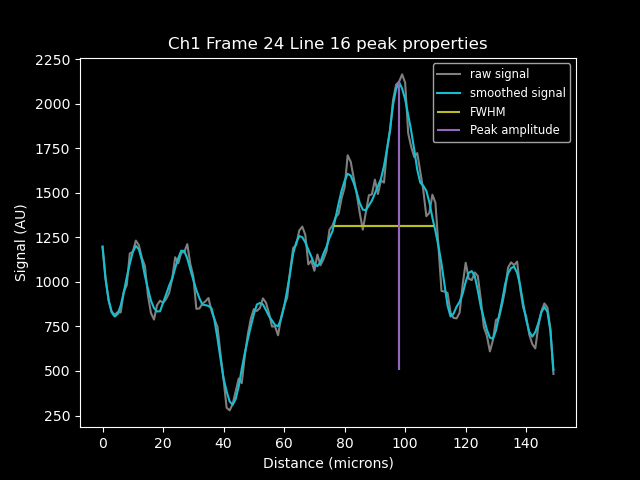 Ch1 Frame 24 Line 16 peak properties
raw signal
smoothed signal
FWHM
Peak amplitude
Signal (AU)
2250
2000
1750
1500
1250
1000
750
500
250
0 20 40 60 80 100 120 140
Distance (microns)